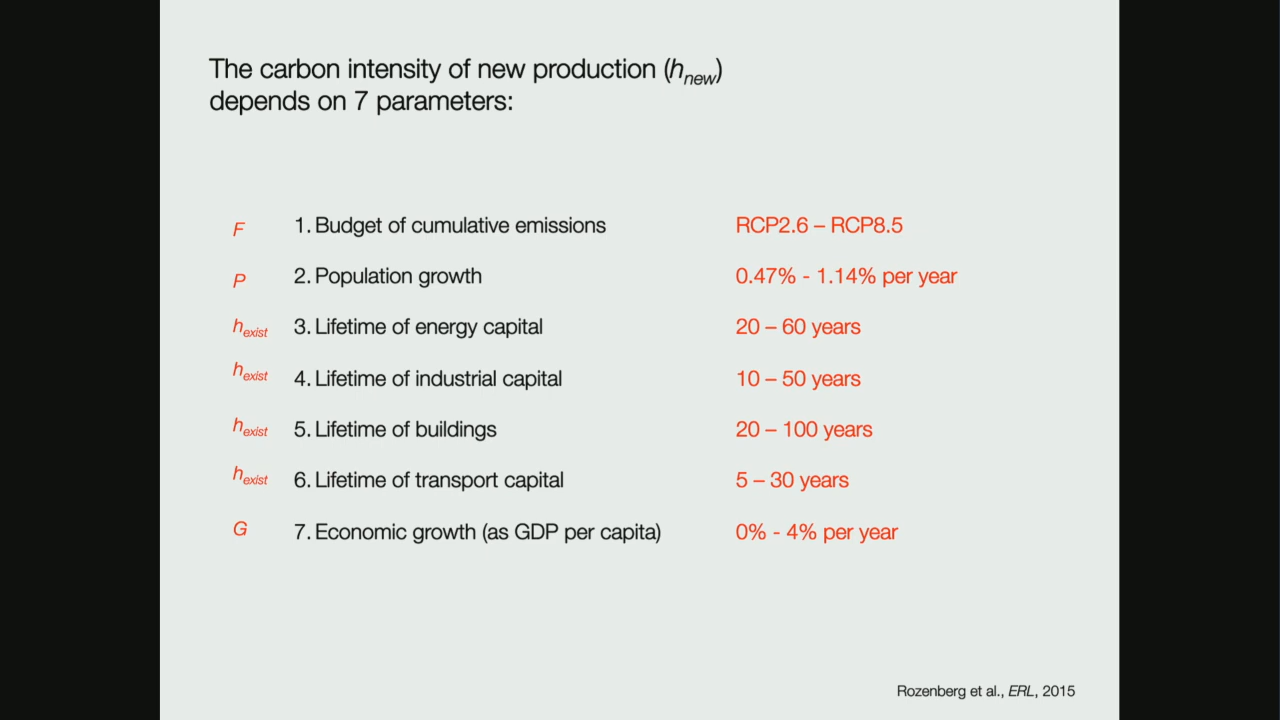 The carbon intensity of new production (hnew)
depends on 7 parameters:
F 1. Budget of cumulative emissions RCP2.6 – RCP8.5
P 2. Population growth 0.47% - 1.14% per year
hexist 3. Lifetime of energy capital 20 – 60 years
hexist 4. Lifetime of industrial capital 10 – 50 years
hexist 5. Lifetime of buildings 20 – 100 years
hexist 6. Lifetime of transport capital 5 – 30 years
G 7. Economic growth (as GDP per capita) 0% - 4% per year
Rozenberg et al., ERL, 2015